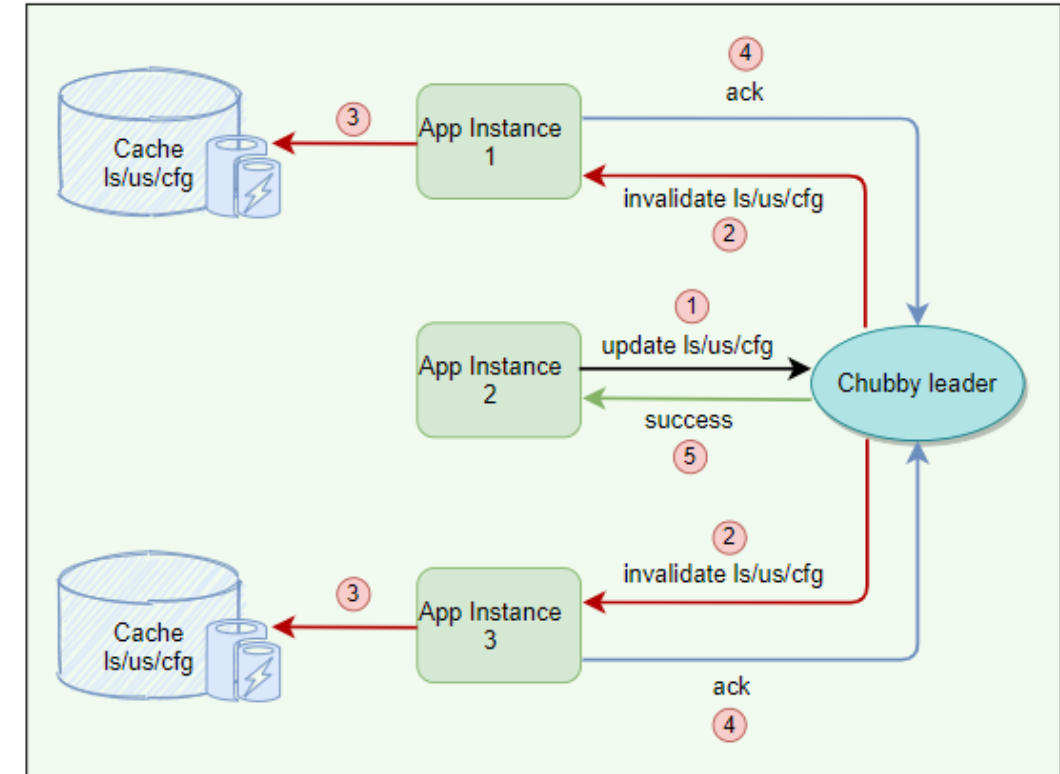 4
ack
Cache
ls/us/cfg
3
App Instance
1
invalidate ls/us/cfg
2
1
update ls/us/cfg
App Instance
2
Chubby leader
success
5
2
invalidate ls/us/cfg
Cache
ls/us/cfg
3
App Instance
3
ack
4